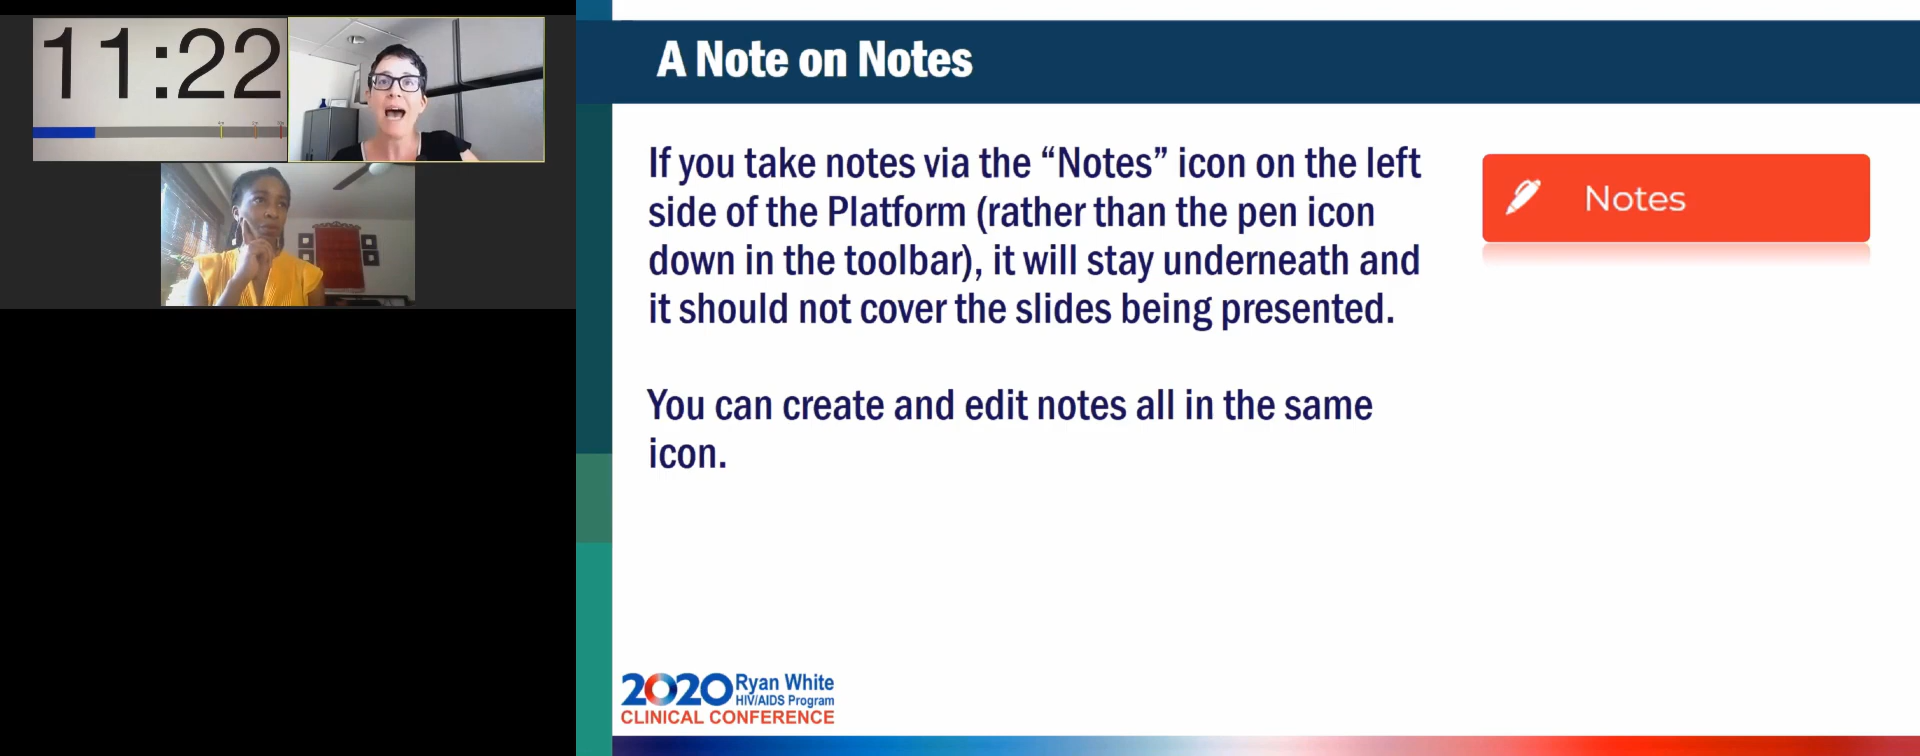 11:22
A Note on Notes
If you take notes via the “Notes” icon on the left
side of the Platform (rather than the pen icon
down in the toolbar), it will stay underneath and
it should not cover the slides being presented.
You can create and edit notes all in the same
icon.
Notes
2020 Ryan White
HIV/AIDS Program
CLINICAL CONFERENCE